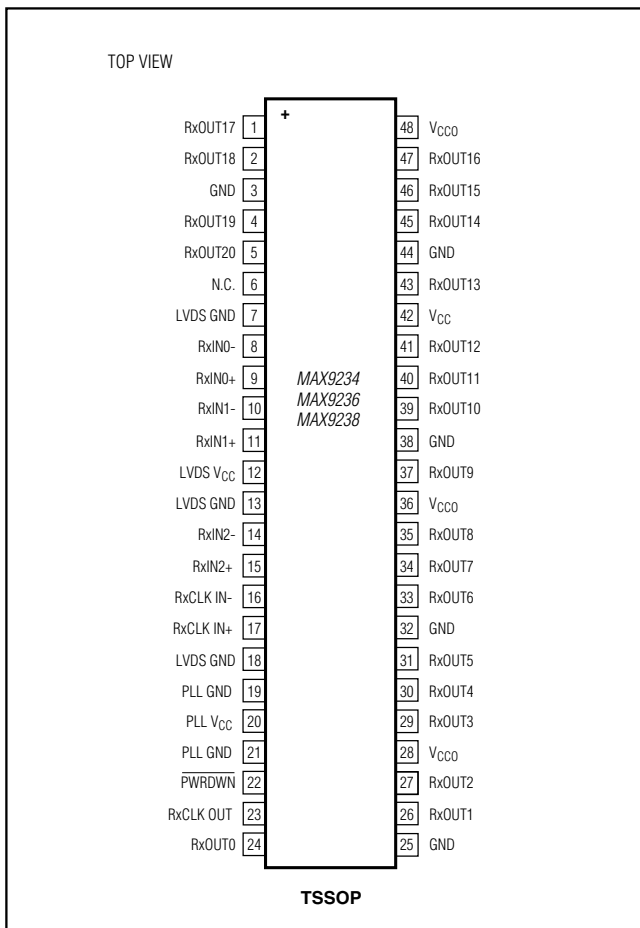 TOP VIEW
+
RxOUT17 1 48 VCCO
RxOUT18 2 47 RxOUT16
GND 3 46 RxOUT15
RxOUT19 4 45 RxOUT14
RxOUT20 5 44 GND
N.C. 6 43 RxOUT13
LVDS GND 7 42 VCC
RxIN0- 8 41 RxOUT12
RxIN0+ 9 MAX9234 40 RxOUT11
RxIN1- 10 MAX9236 39 RxOUT10
MAX9238
RxIN1+ 11 38 GND
LVDS VCC 12 37 RxOUT9
LVDS GND 13 36 VCCO
RxIN2- 14 35 RxOUT8
RxIN2+ 15 34 RxOUT7
RxCLK IN- 16 33 RxOUT6
RxCLK IN+ 17 32 GND
LVDS GND 18 31 RxOUT5
PLL GND 19 30 RxOUT4
PLL VCC 20 29 RxOUT3
PLL GND 21 28 VCCO
PWRDWN 22 27 RxOUT2
RxCLK OUT 23 26 RxOUT1
RxOUT0 24 25 GND
TSSOP